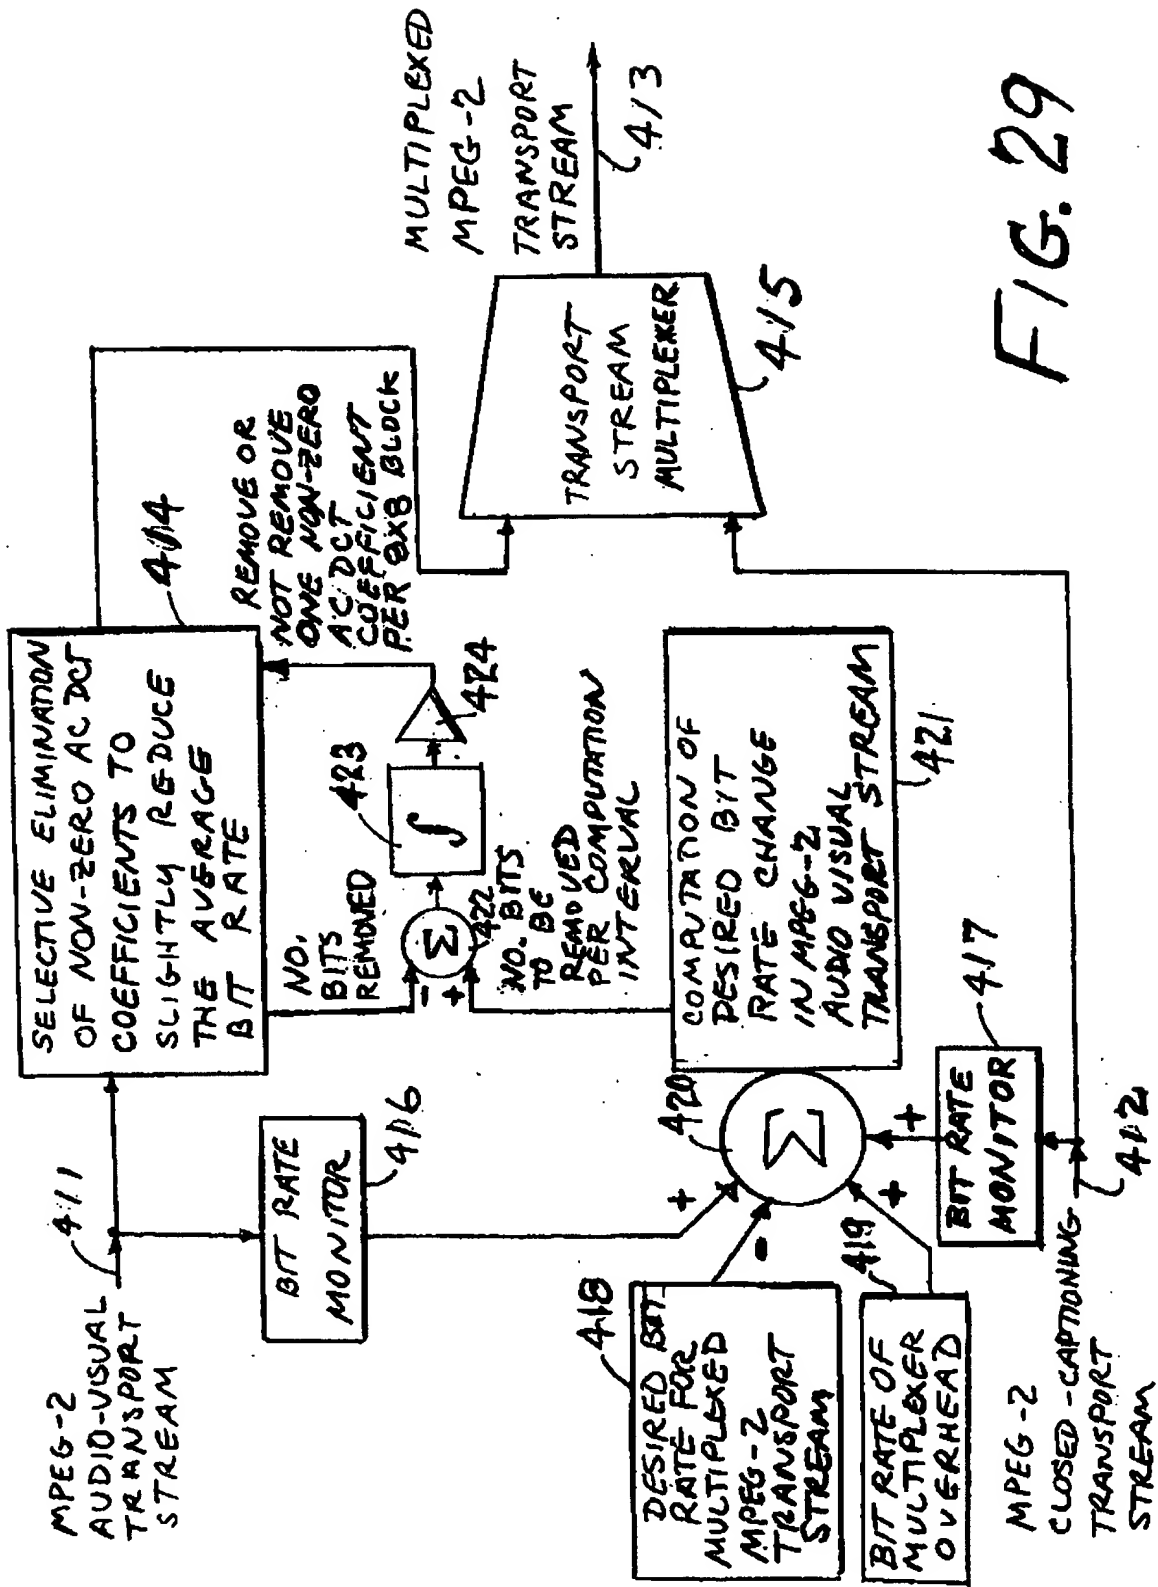 MPEG-2
AUDIO-VISUAL
TRANSPORT
STREAM
411
SELECTIVE ELIMINATION
OF NON-ZERO AC DCT
COEFFICIENTS TO
SLIGHTLY REDUCE
THE AVERAGE
BIT RATE
414
BIT RATE
MONITOR
416
NO.
BITS
REMOVED
-
+
Σ
422
∫
423
424
REMOVE OR
NOT REMOVE
ONE NON-ZERO
AC DCT
COEFFICIENT
PER 8X8 BLOCK
NO. BITS
TO BE
REMOVED
PER COMPUTATION
INTERVAL
MULTIPLEXED
MPEG-2
TRANSPORT
STREAM
413
TRANSPORT
STREAM
MULTIPLEXER
415
418
DESIRED BIT
RATE FOR
MULTIPLEXED
MPEG-2
TRANSPORT
STREAM
+
-
+
+
Σ
420
COMPUTATION OF
DESIRED BIT
RATE CHANGE
IN MPEG-2
AUDIO VISUAL
TRANSPORT STREAM
421
419
BIT RATE OF
MULTIPLEXER
OVERHEAD
BIT RATE
MONITOR
417
MPEG-2
CLOSED-CAPTIONING
TRANSPORT
STREAM
412
FIG. 29